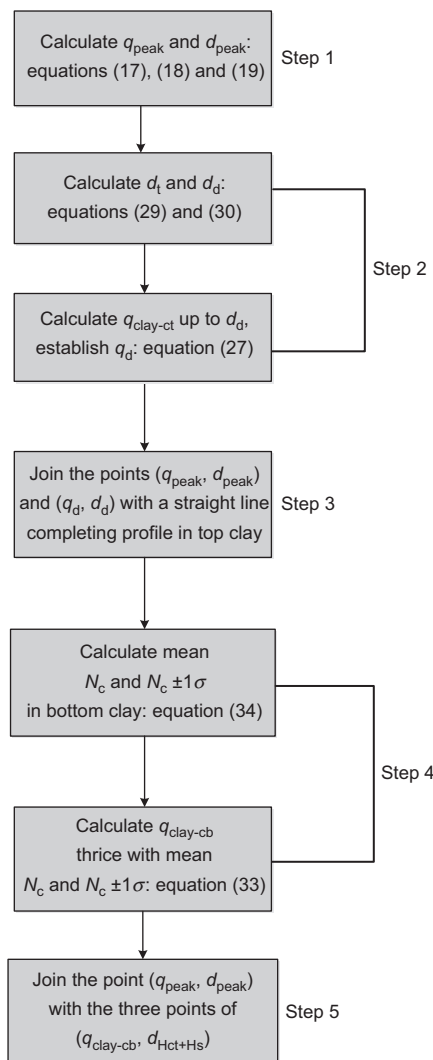 Calculate q_peak and d_peak:
equations (17), (18) and (19)
Step 1
Calculate d_t and d_d:
equations (29) and (30)
Step 2
Calculate q_clay-ct up to d_d,
establish q_d: equation (27)
Join the points (q_peak, d_peak)
and (q_d, d_d) with a straight line
completing profile in top clay
Step 3
Calculate mean
N_c and N_c ±1σ
in bottom clay: equation (34)
Step 4
Calculate q_clay-cb
thrice with mean
N_c and N_c ±1σ: equation (33)
Join the point (q_peak, d_peak)
with the three points of
(q_clay-cb, d_Hct+Hs)
Step 5